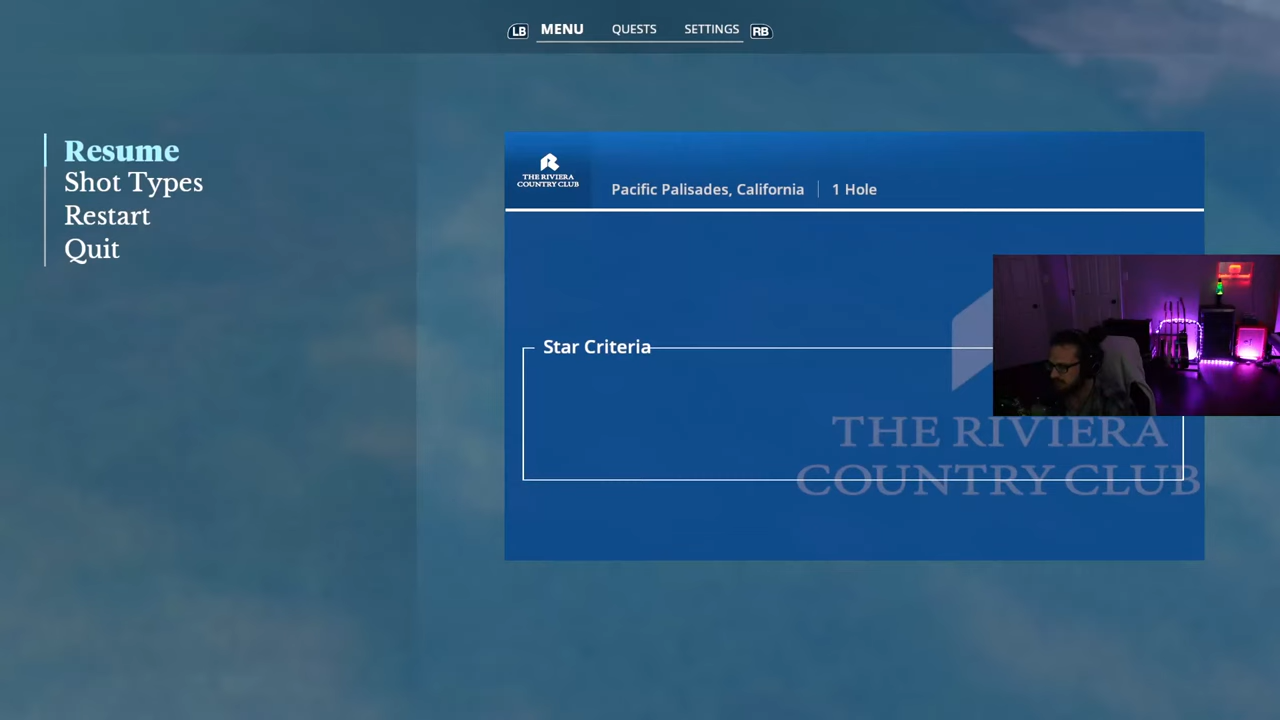 LB MENU QUESTS SETTINGS RB
Resume
Shot Types
Restart
Quit
THE RIVIERA
COUNTRY CLUB
Pacific Palisades, California | 1 Hole
Star Criteria
THE RIVIERA
COUNTRY CLUB